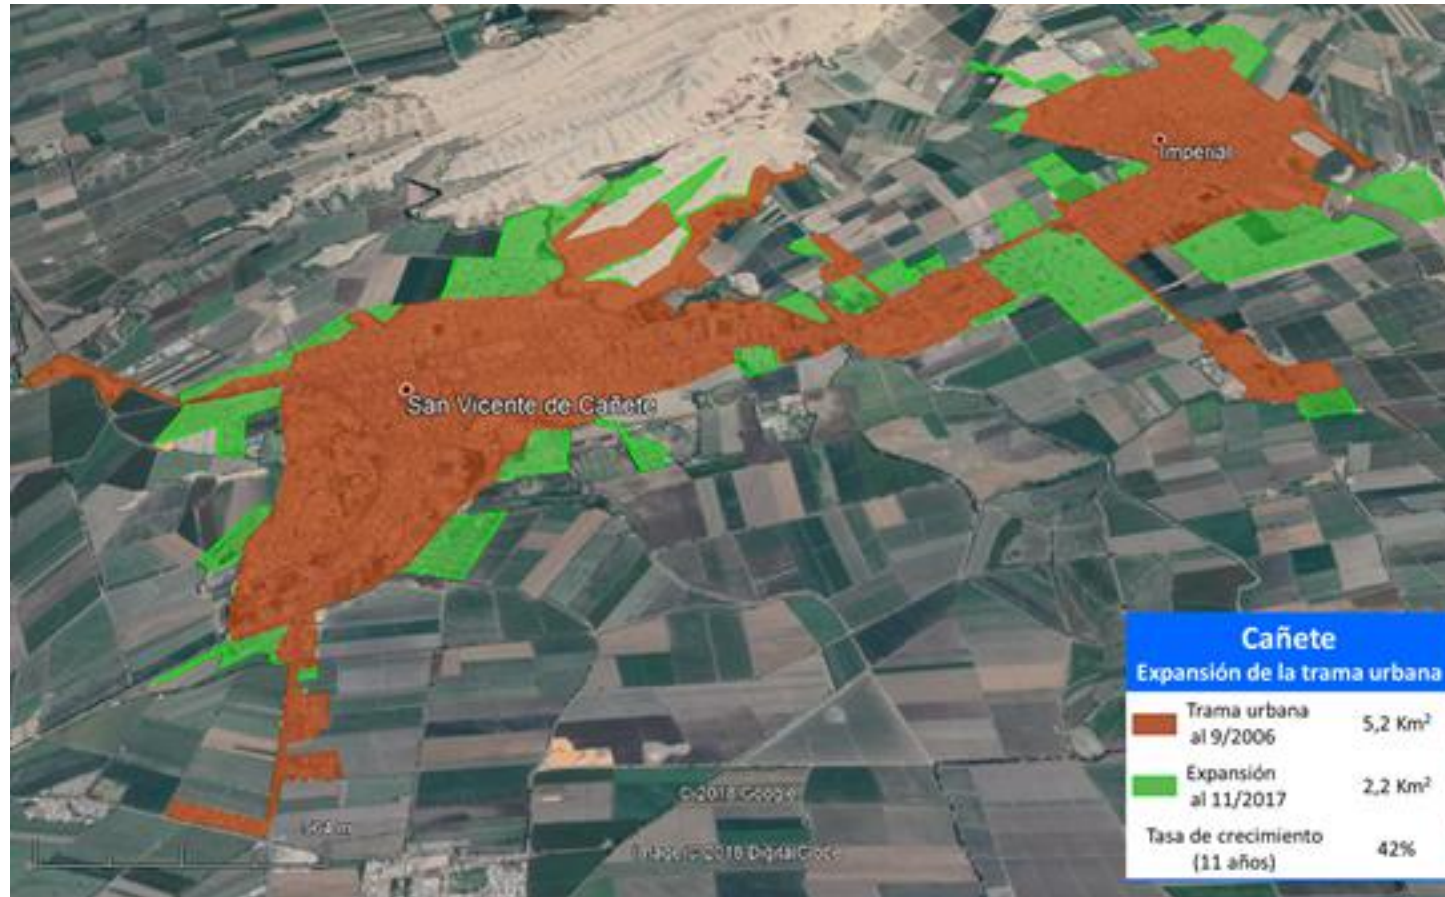 Imperial
San Vicente de Cañete
Cañete
Expansión de la trama urbana
Trama urbana
al 9/2006
5,2 Km²
Expansión
al 11/2017
2,2 Km²
Tasa de crecimiento
(11 años)
42%
© 2018 Google
2018 DigitalGlobe